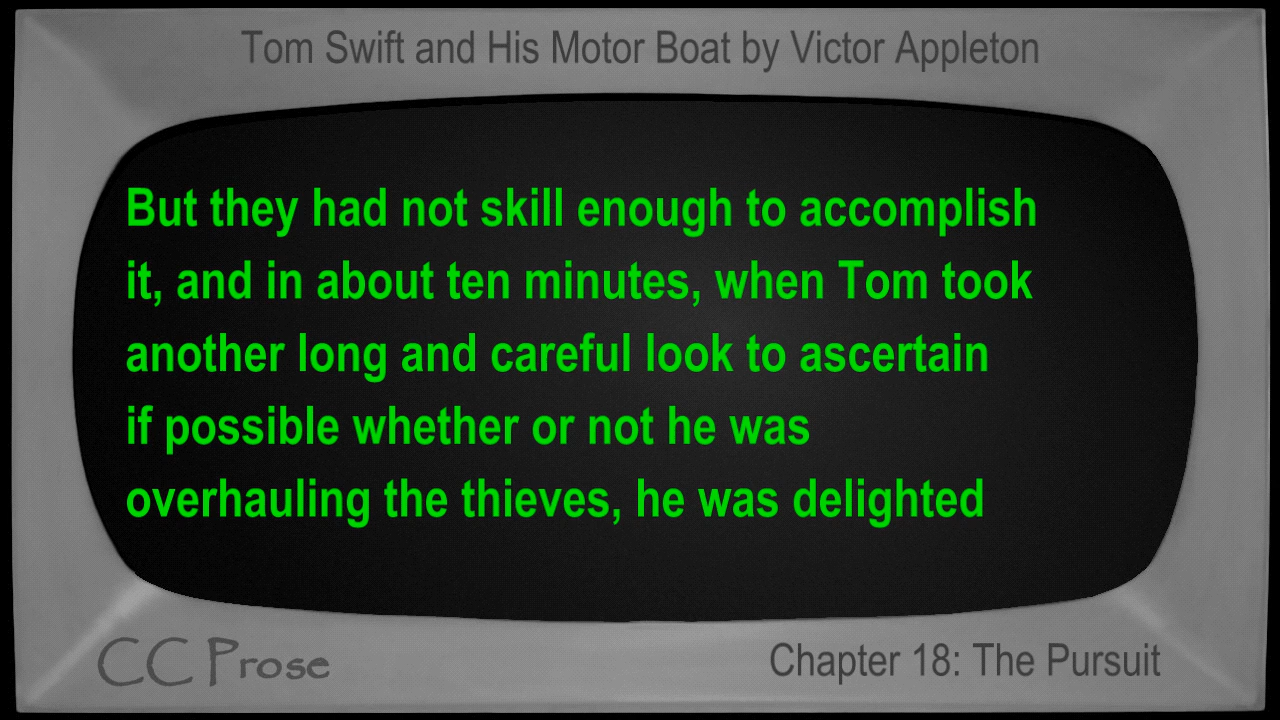 Tom Swift and His Motor Boat by Victor Appleton
But they had not skill enough to accomplish
it, and in about ten minutes, when Tom took
another long and careful look to ascertain
if possible whether or not he was
overhauling the thieves, he was delighted
CC Prose
Chapter 18: The Pursuit